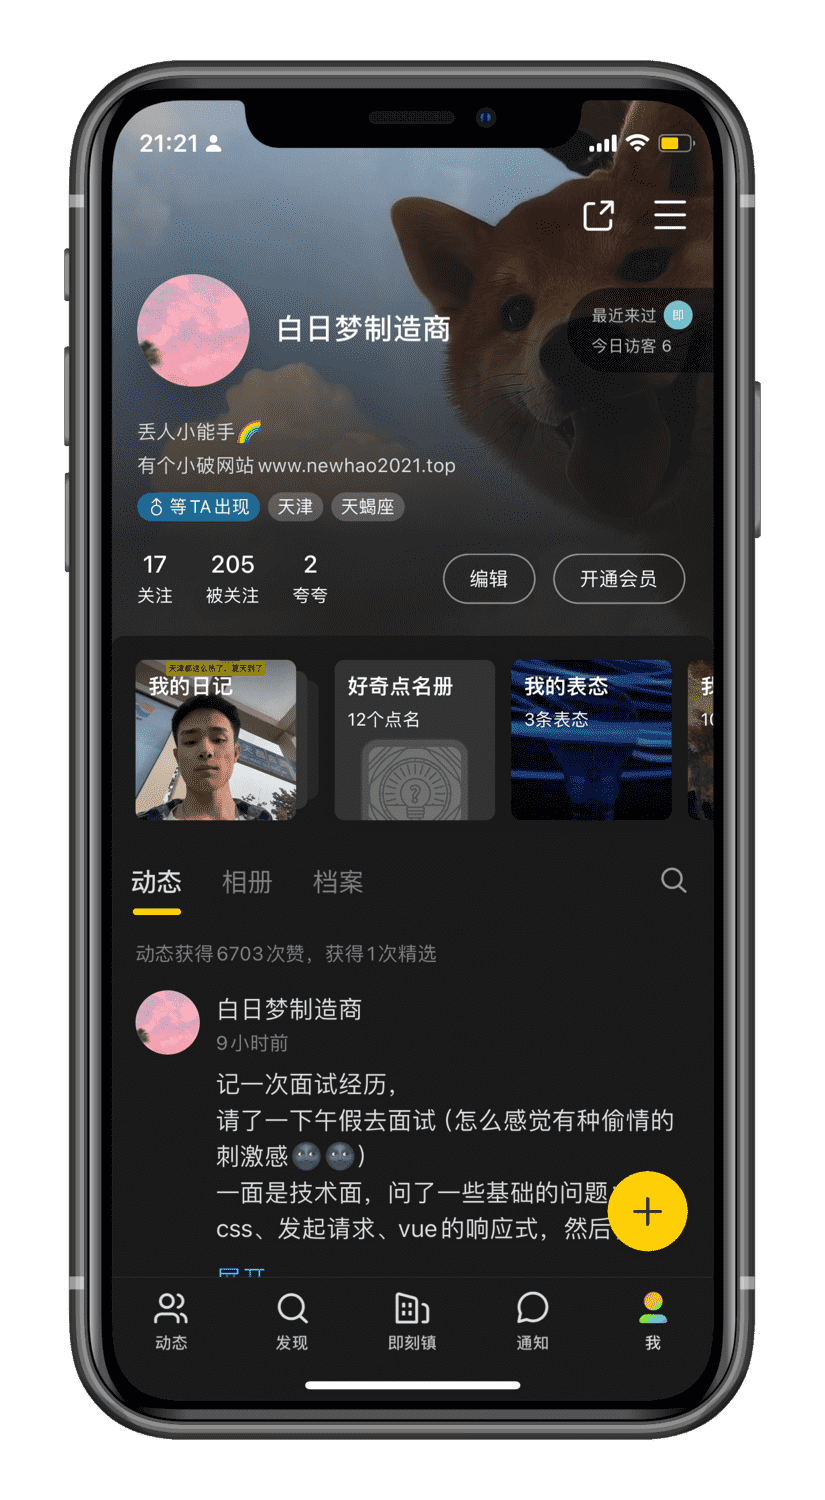 21:21
最近来过 即
今日访客 6
白日梦制造商
丢人小能手🌈
有个小破网站www.newhao2021.top
♂ 等TA出现 天津 天蝎座
17 205 2
关注 被关注 夸夸
编辑 开通会员
天津都这么热了，夏天到了
我的日记 好奇点名册 我的表态 我
12个点名 3条表态 10
动态 相册 档案
动态获得6703次赞，获得1次精选
白日梦制造商
9小时前
记一次面试经历，
请了一下午假去面试（怎么感觉有种偷情的
刺激感🌚🌚）
一面是技术面，问了一些基础的问题
css、发起请求、vue的响应式，然后
展开
动态 发现 即刻镇 通知 我